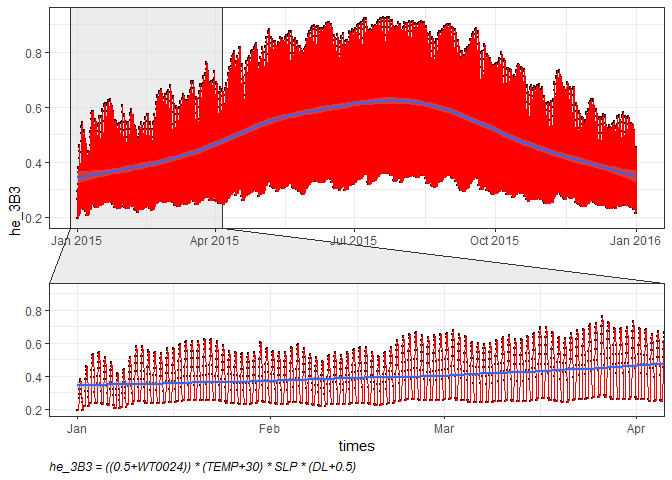 he_3B3
0.8
0.6
0.4
0.2
Jan 2015 Apr 2015 Jul 2015 Oct 2015 Jan 2016
0.8
0.6
0.4
0.2
Jan Feb Mar Apr
times
he_3B3 = ((0.5+WT0024)) * (TEMP+30) * SLP * (DL+0.5)